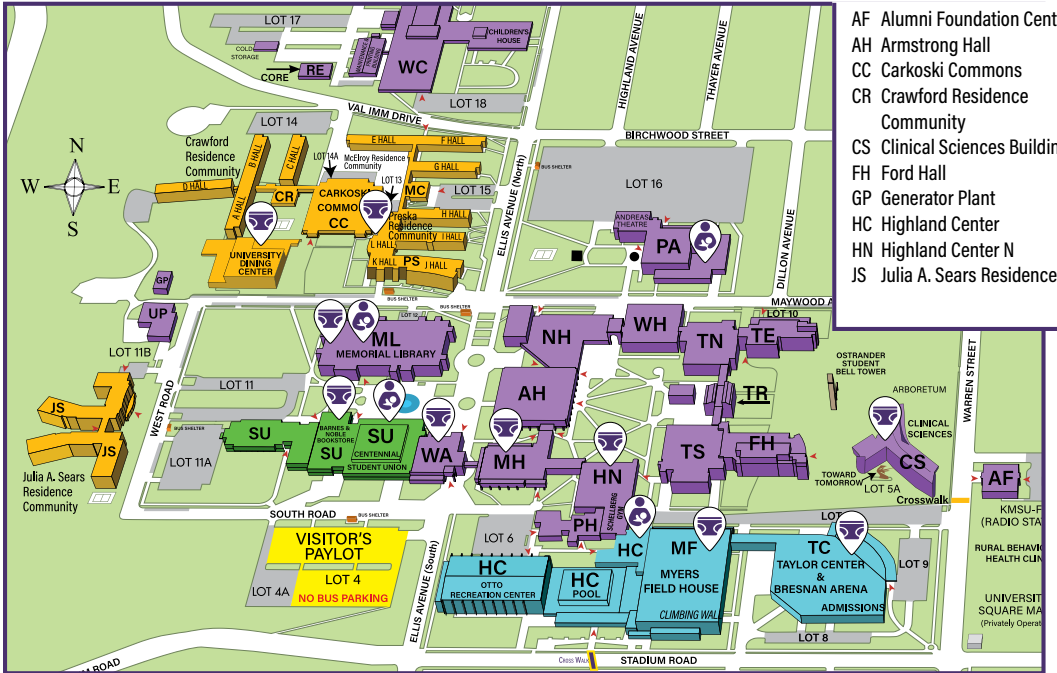 LOT 17
CHILDREN'S
HOUSE
COLD
STORAGE
MAINTENANCE
PARKING
BUILDING
WC
RE
CORE
LOT 18
VAL IMM DRIVE
HIGHLAND AVENUE
THAYER AVENUE
BIRCHWOOD STREET
AF Alumni Foundation Cent
AH Armstrong Hall
CC Carkoski Commons
CR Crawford Residence
Community
CS Clinical Sciences Buildin
FH Ford Hall
GP Generator Plant
HC Highland Center
HN Highland Center N
JS Julia A. Sears Residence
N
W
E
S
LOT 14
Crawford
Residence
Community
D HALL
B HALL
C HALL
A HALL
LOT 14A
E HALL
F HALL
McElroy Residence
Community
G HALL
LOT 13
CR
CARKOSKI
COMMO
CC
MC
LOT 15
H HALL
Preska
Residence
Community
I HALL
L HALL
K HALL
PS
J HALL
UNIVERSITY
DINING
CENTER
BUS SHELTER
ELLIS AVENUE (North)
BUS SHELTER
LOT 16
ANDREAS
THEATRE
PA
DILLON AVENUE
MAYWOOD A
GP
UP
LOT 11B
WEST ROAD
BUS SHELTER
LOT 12
ML
MEMORIAL LIBRARY
LOT 11
NH
WH
TN
LOT 10
TE
OSTRANDER
STUDENT
BELL TOWER
ARBORETUM
WARREN STREET
AH
TR
JS
JS
Julia A. Sears
Residence
Community
BUS SHELTER
LOT 11A
SU
BARNES &
NOBLE
BOOKSTORE
SU
SU
CENTENNIAL
STUDENT UNION
WA
MH
HN
SCHELLBERG
GYM
PH
TS
FH
CLINICAL
SCIENCES
CS
TOWARD
TOMORROW
LOT 5A
Crosswalk
AF
KMSU-F
(RADIO STA
RURAL BEHAVIO
HEALTH CLIN
UNIVERSIT
SQUARE MA
(Privately Operat
SOUTH ROAD
BUS SHELTER
VISITOR'S
PAYLOT
LOT 4
NO BUS PARKING
LOT 4A
ELLIS AVENUE (South)
LOT 6
HC
OTTO
RECREATION CENTER
HC
POOL
HC
MF
MYERS
FIELD HOUSE
CLIMBING WAL
LOT
TC
TAYLOR CENTER
&
BRESNAN ARENA
ADMISSIONS
LOT 9
LOT 8
CROSS WALK
STADIUM ROAD
M ROAD